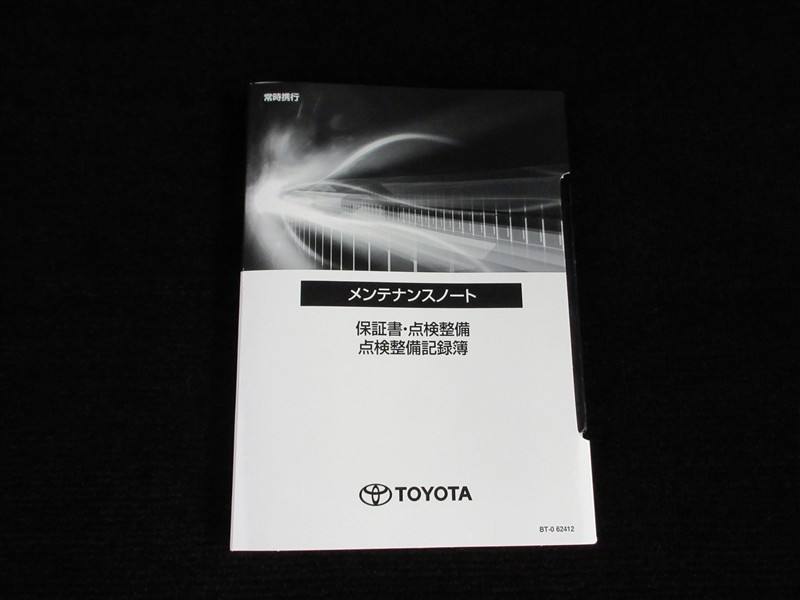 常時携行
メンテナンスノート
保証書・点検整備
点検整備記録簿
TOYOTA
BT-0 62412